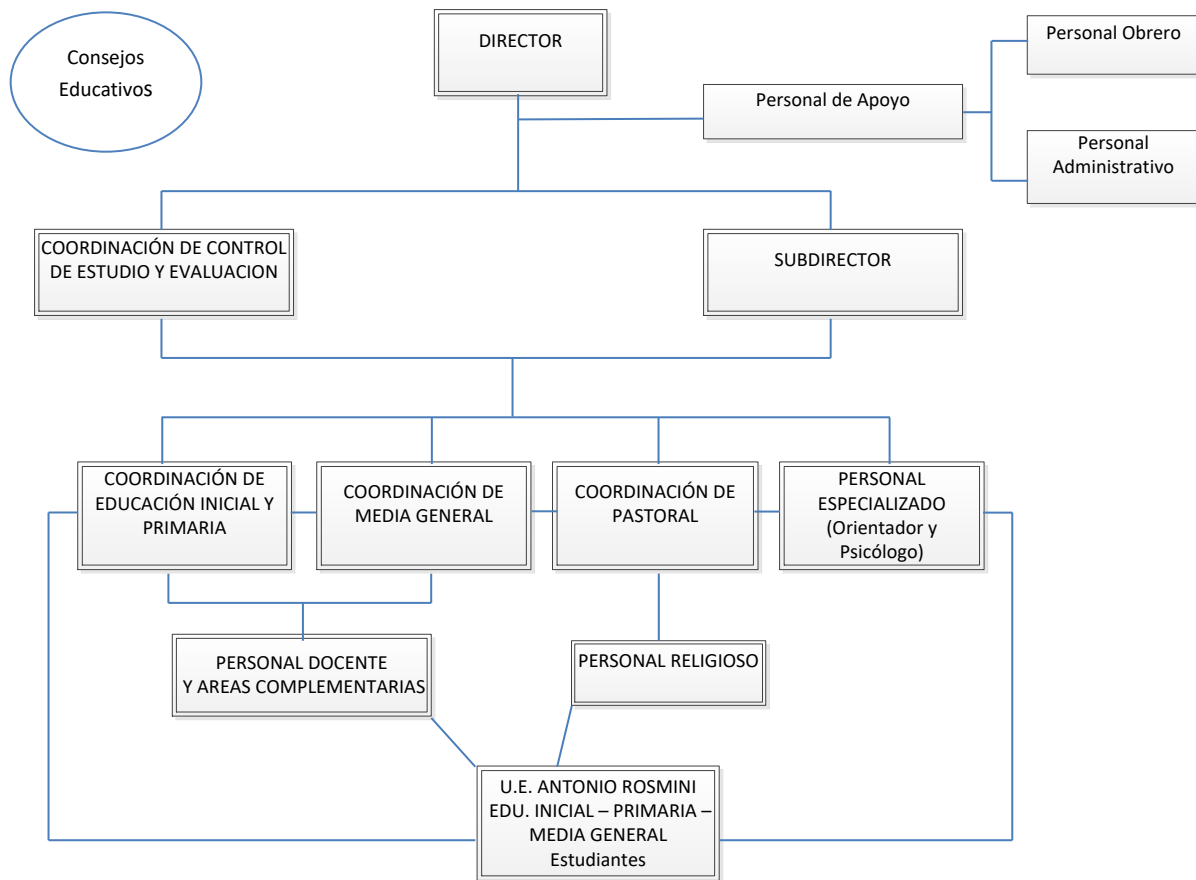 Consejos
Educativos
DIRECTOR
Personal Obrero
Personal de Apoyo
Personal
Administrativo
COORDINACIÓN DE CONTROL
DE ESTUDIO Y EVALUACION
SUBDIRECTOR
COORDINACIÓN DE
EDUCACIÓN INICIAL Y
PRIMARIA
COORDINACIÓN DE
MEDIA GENERAL
COORDINACIÓN DE
PASTORAL
PERSONAL
ESPECIALIZADO
(Orientador y
Psicólogo)
PERSONAL DOCENTE
Y AREAS COMPLEMENTARIAS
PERSONAL RELIGIOSO
U.E. ANTONIO ROSMINI
EDU. INICIAL – PRIMARIA –
MEDIA GENERAL
Estudiantes